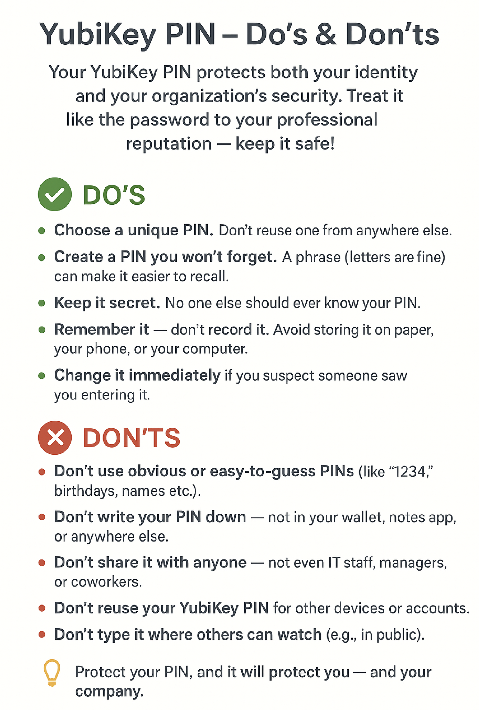 YubiKey PIN – Do's & Don'ts
Your YubiKey PIN protects both your identity
and your organization's security. Treat it
like the password to your professional
reputation — keep it safe!
DO'S
• Choose a unique PIN. Don't reuse one from anywhere else.
• Create a PIN you won't forget. A phrase (letters are fine)
can make it easier to recall.
• Keep it secret. No one else should ever know your PIN.
• Remember it — don't record it. Avoid storing it on paper,
your phone, or your computer.
• Change it immediately if you suspect someone saw
you entering it.
DON'TS
• Don't use obvious or easy-to-guess PINs (like "1234,"
birthdays, names etc.).
• Don't write your PIN down — not in your wallet, notes app,
or anywhere else.
• Don't share it with anyone — not even IT staff, managers,
or coworkers.
• Don't reuse your YubiKey PIN for other devices or accounts.
• Don't type it where others can watch (e.g., in public).
Protect your PIN, and it will protect you — and your
company.